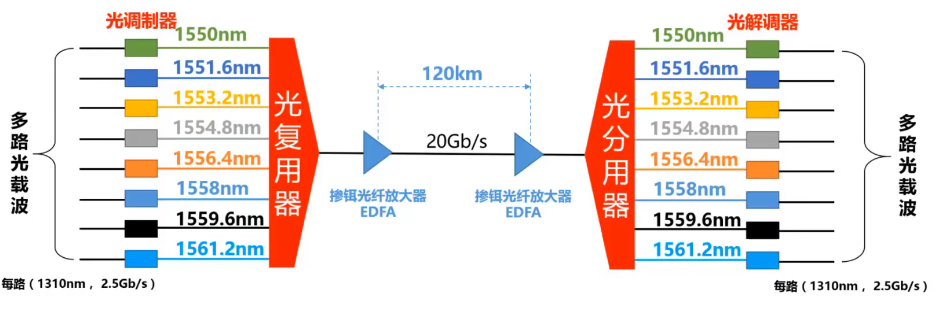 光调制器
光解调器
1550nm
1551.6nm
1553.2nm
1554.8nm
1556.4nm
1558nm
1559.6nm
1561.2nm
多路光载波
每路（1310nm ，2.5Gb/s）
光复用器
120km
20Gb/s
掺铒光纤放大器
EDFA
掺铒光纤放大器
EDFA
光分用器
1550nm
1551.6nm
1553.2nm
1554.8nm
1556.4nm
1558nm
1559.6nm
1561.2nm
多路光载波
每路（1310nm ，2.5Gb/s）